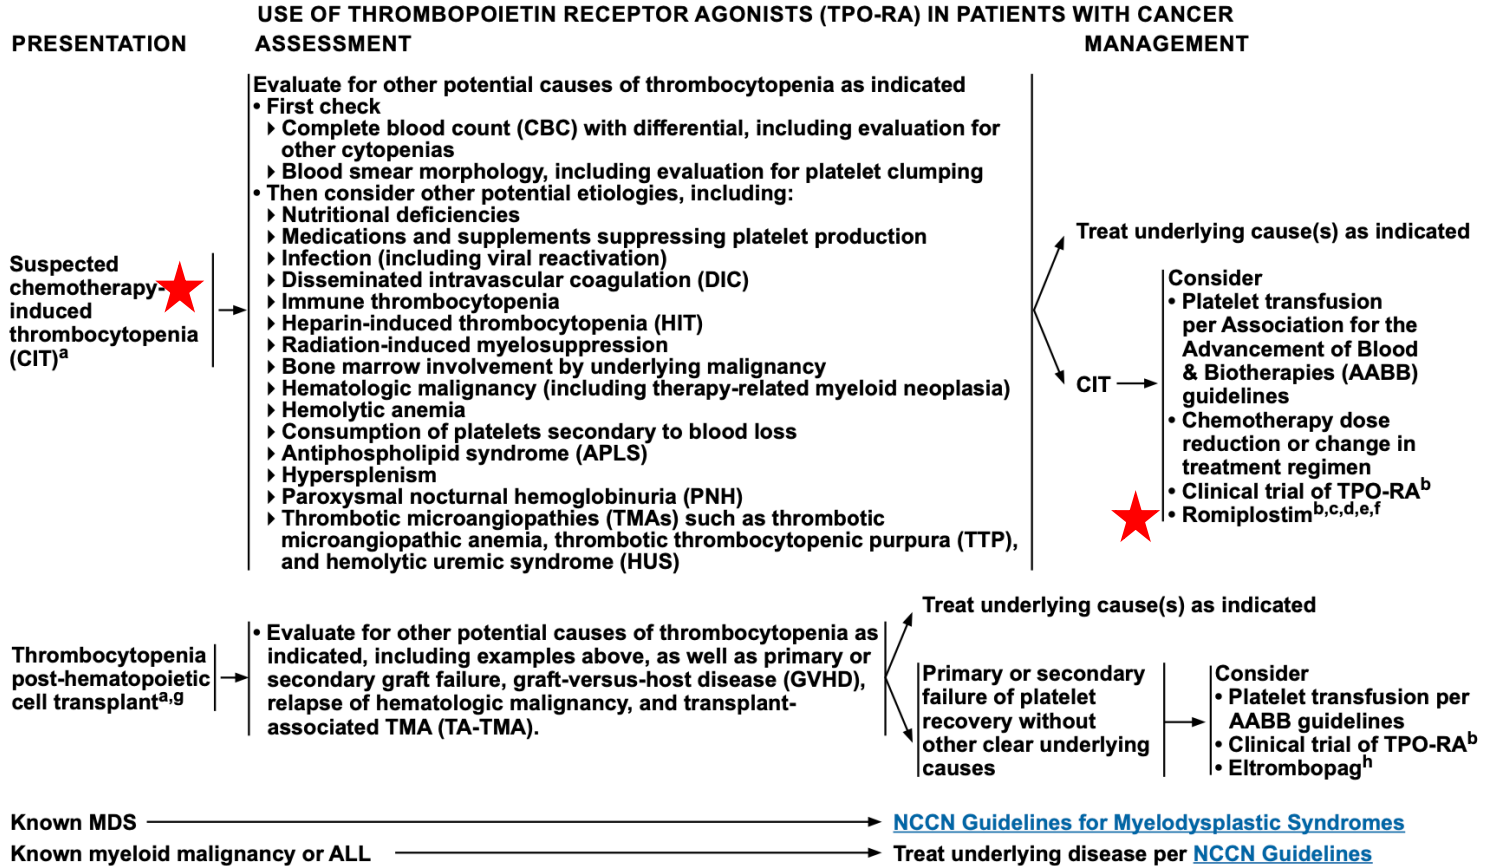 USE OF THROMBOPOIETIN RECEPTOR AGONISTS (TPO-RA) IN PATIENTS WITH CANCER
PRESENTATION
ASSESSMENT
MANAGEMENT
Suspected
chemotherapy-
induced
thrombocytopenia
(CIT)a
Evaluate for other potential causes of thrombocytopenia as indicated
• First check
Complete blood count (CBC) with differential, including evaluation for
other cytopenias
Blood smear morphology, including evaluation for platelet clumping
• Then consider other potential etiologies, including:
Nutritional deficiencies
Medications and supplements suppressing platelet production
Infection (including viral reactivation)
Disseminated intravascular coagulation (DIC)
Immune thrombocytopenia
Heparin-induced thrombocytopenia (HIT)
Radiation-induced myelosuppression
Bone marrow involvement by underlying malignancy
Hematologic malignancy (including therapy-related myeloid neoplasia)
Hemolytic anemia
Consumption of platelets secondary to blood loss
Antiphospholipid syndrome (APLS)
Hypersplenism
Paroxysmal nocturnal hemoglobinuria (PNH)
Thrombotic microangiopathies (TMAs) such as thrombotic
microangiopathic anemia, thrombotic thrombocytopenic purpura (TTP),
and hemolytic uremic syndrome (HUS)
Treat underlying cause(s) as indicated
CIT
Consider
• Platelet transfusion
per Association for the
Advancement of Blood
& Biotherapies (AABB)
guidelines
• Chemotherapy dose
reduction or change in
treatment regimen
• Clinical trial of TPO-RAb
• Romiplostimb,c,d,e,f
Thrombocytopenia
post-hematopoietic
cell transplanta,g
• Evaluate for other potential causes of thrombocytopenia as
indicated, including examples above, as well as primary or
secondary graft failure, graft-versus-host disease (GVHD),
relapse of hematologic malignancy, and transplant-
associated TMA (TA-TMA).
Treat underlying cause(s) as indicated
Primary or secondary
failure of platelet
recovery without
other clear underlying
causes
Consider
• Platelet transfusion per
AABB guidelines
• Clinical trial of TPO-RAb
• Eltrombopagh
Known MDS
NCCN Guidelines for Myelodysplastic Syndromes
Known myeloid malignancy or ALL
Treat underlying disease per NCCN Guidelines